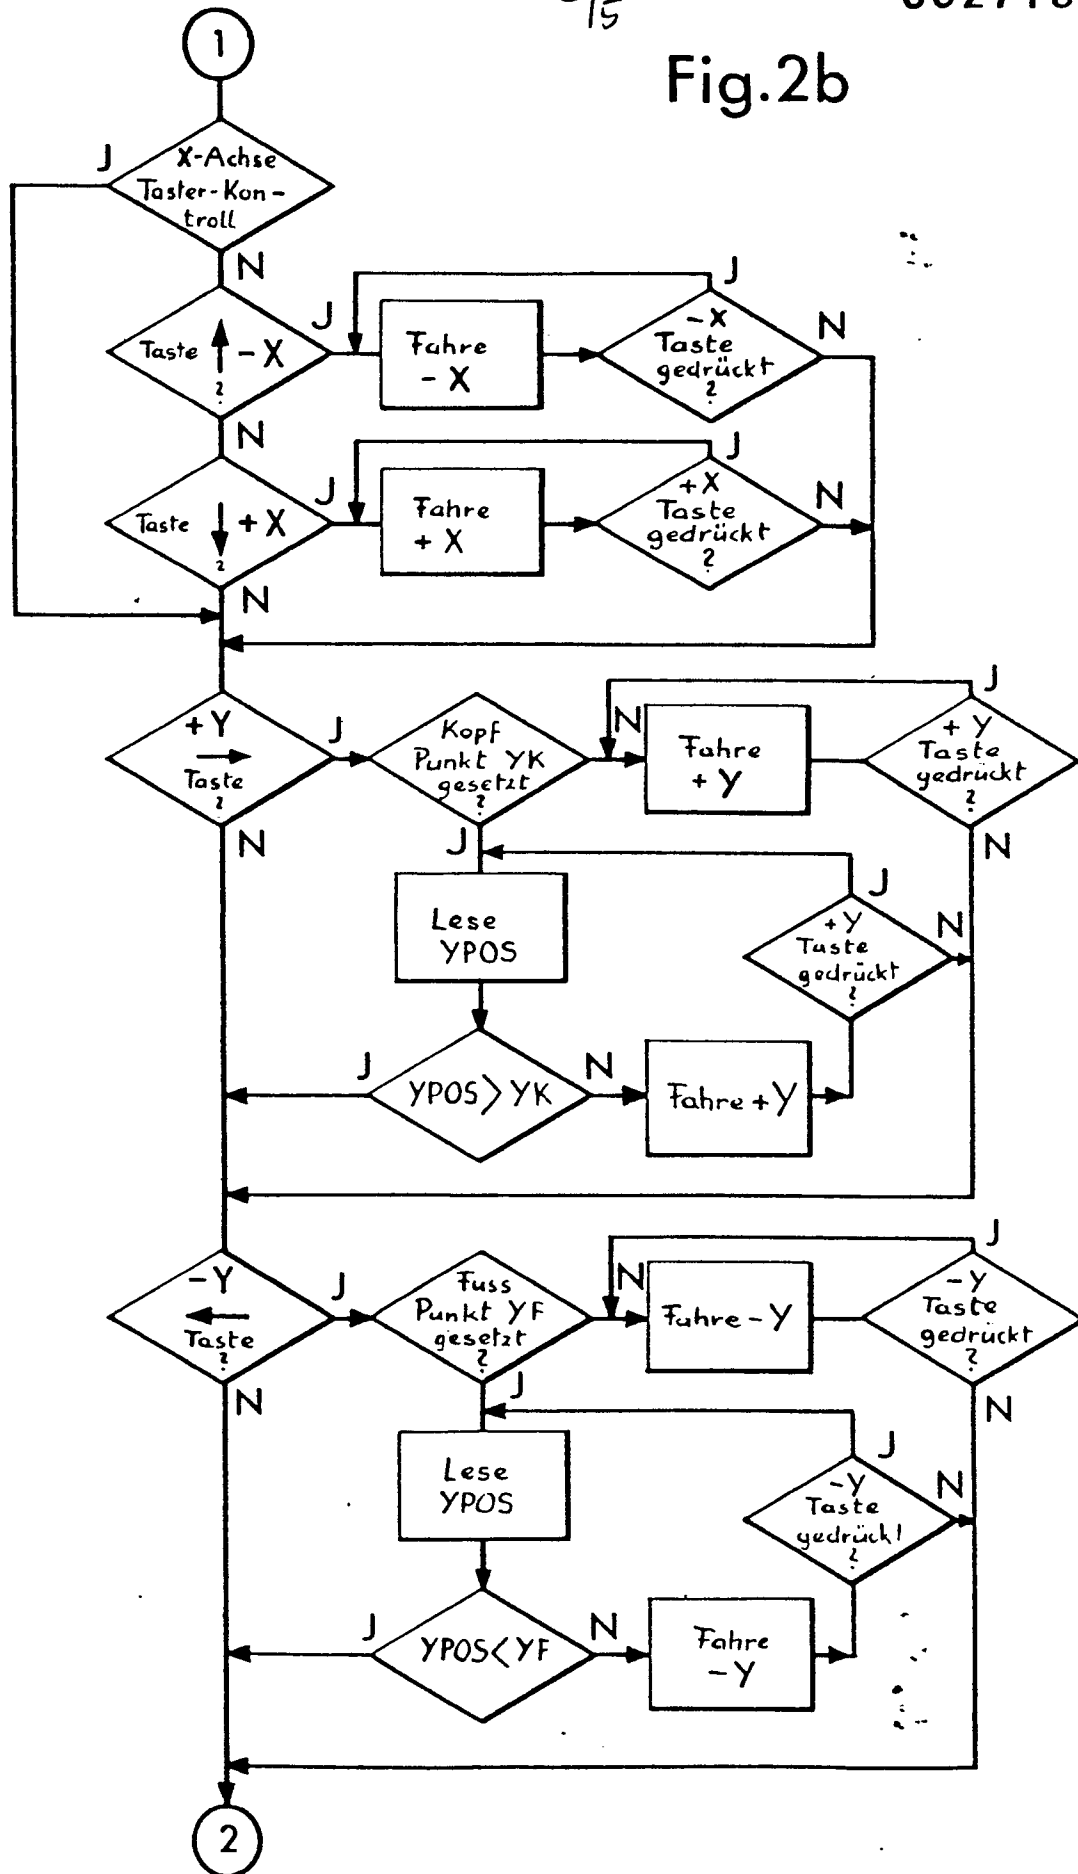 15
Fig.2b
1
X-Achse
Taster-Kon-
troll
J
N
Taste ↑ -X
?
J
Fahre
- X
-X
Taste
gedrückt
?
J
N
N
Taste ↓ +X
?
J
Fahre
+ X
+X
Taste
gedrückt
?
J
N
N
+Y
→
Taste
?
J
Kopf
Punkt YK
gesetzt
?
N
Fahre
+Y
+Y
Taste
gedrückt
?
J
N
N
J
Lese
YPOS
+Y
Taste
gedrückt
?
J
N
YPOS > YK
J
N
Fahre +Y
-Y
←
Taste
?
J
Fuss
Punkt YF
gesetzt
?
N
Fahre -Y
-Y
Taste
gedrückt
?
J
N
N
J
Lese
YPOS
-Y
Taste
gedrückt
?
J
N
YPOS < YF
J
N
Fahre
-Y
2